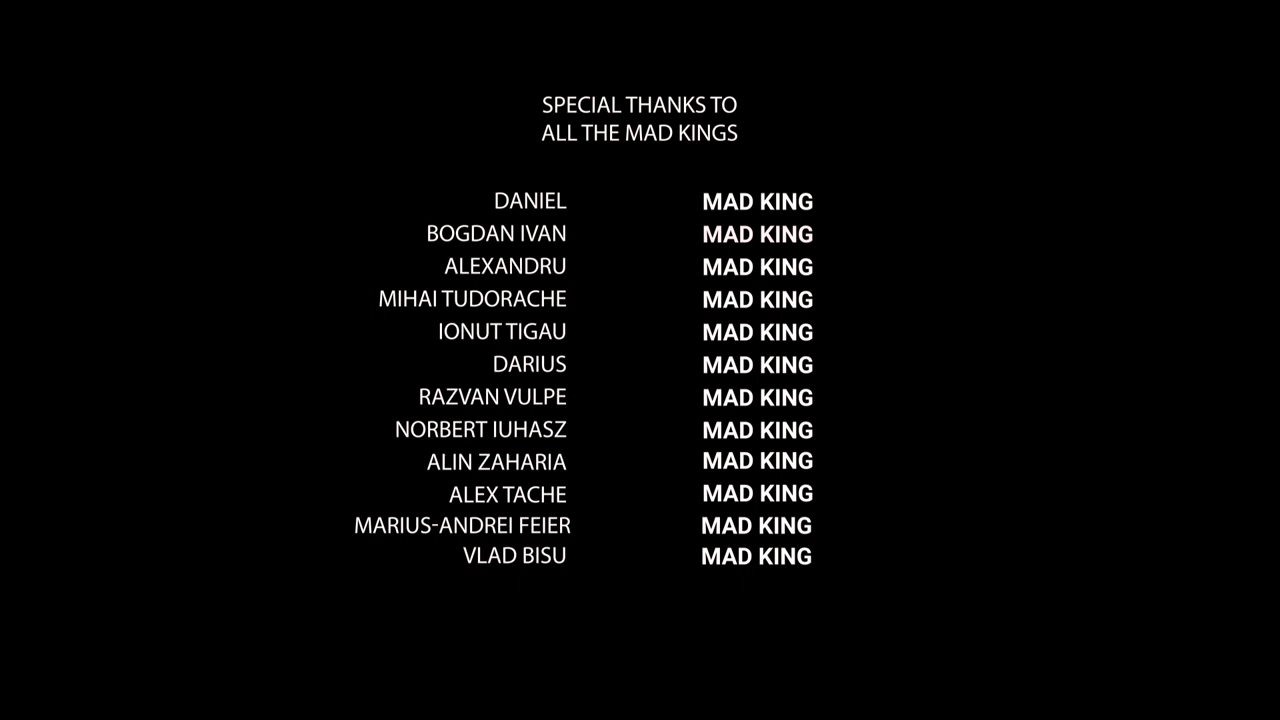 SPECIAL THANKS TO
ALL THE MAD KINGS
DANIEL MAD KING
BOGDAN IVAN MAD KING
ALEXANDRU MAD KING
MIHAI TUDORACHE MAD KING
IONUT TIGAU MAD KING
DARIUS MAD KING
RAZVAN VULPE MAD KING
NORBERT IUHASZ MAD KING
ALIN ZAHARIA MAD KING
ALEX TACHE MAD KING
MARIUS-ANDREI FEIER MAD KING
VLAD BISU MAD KING